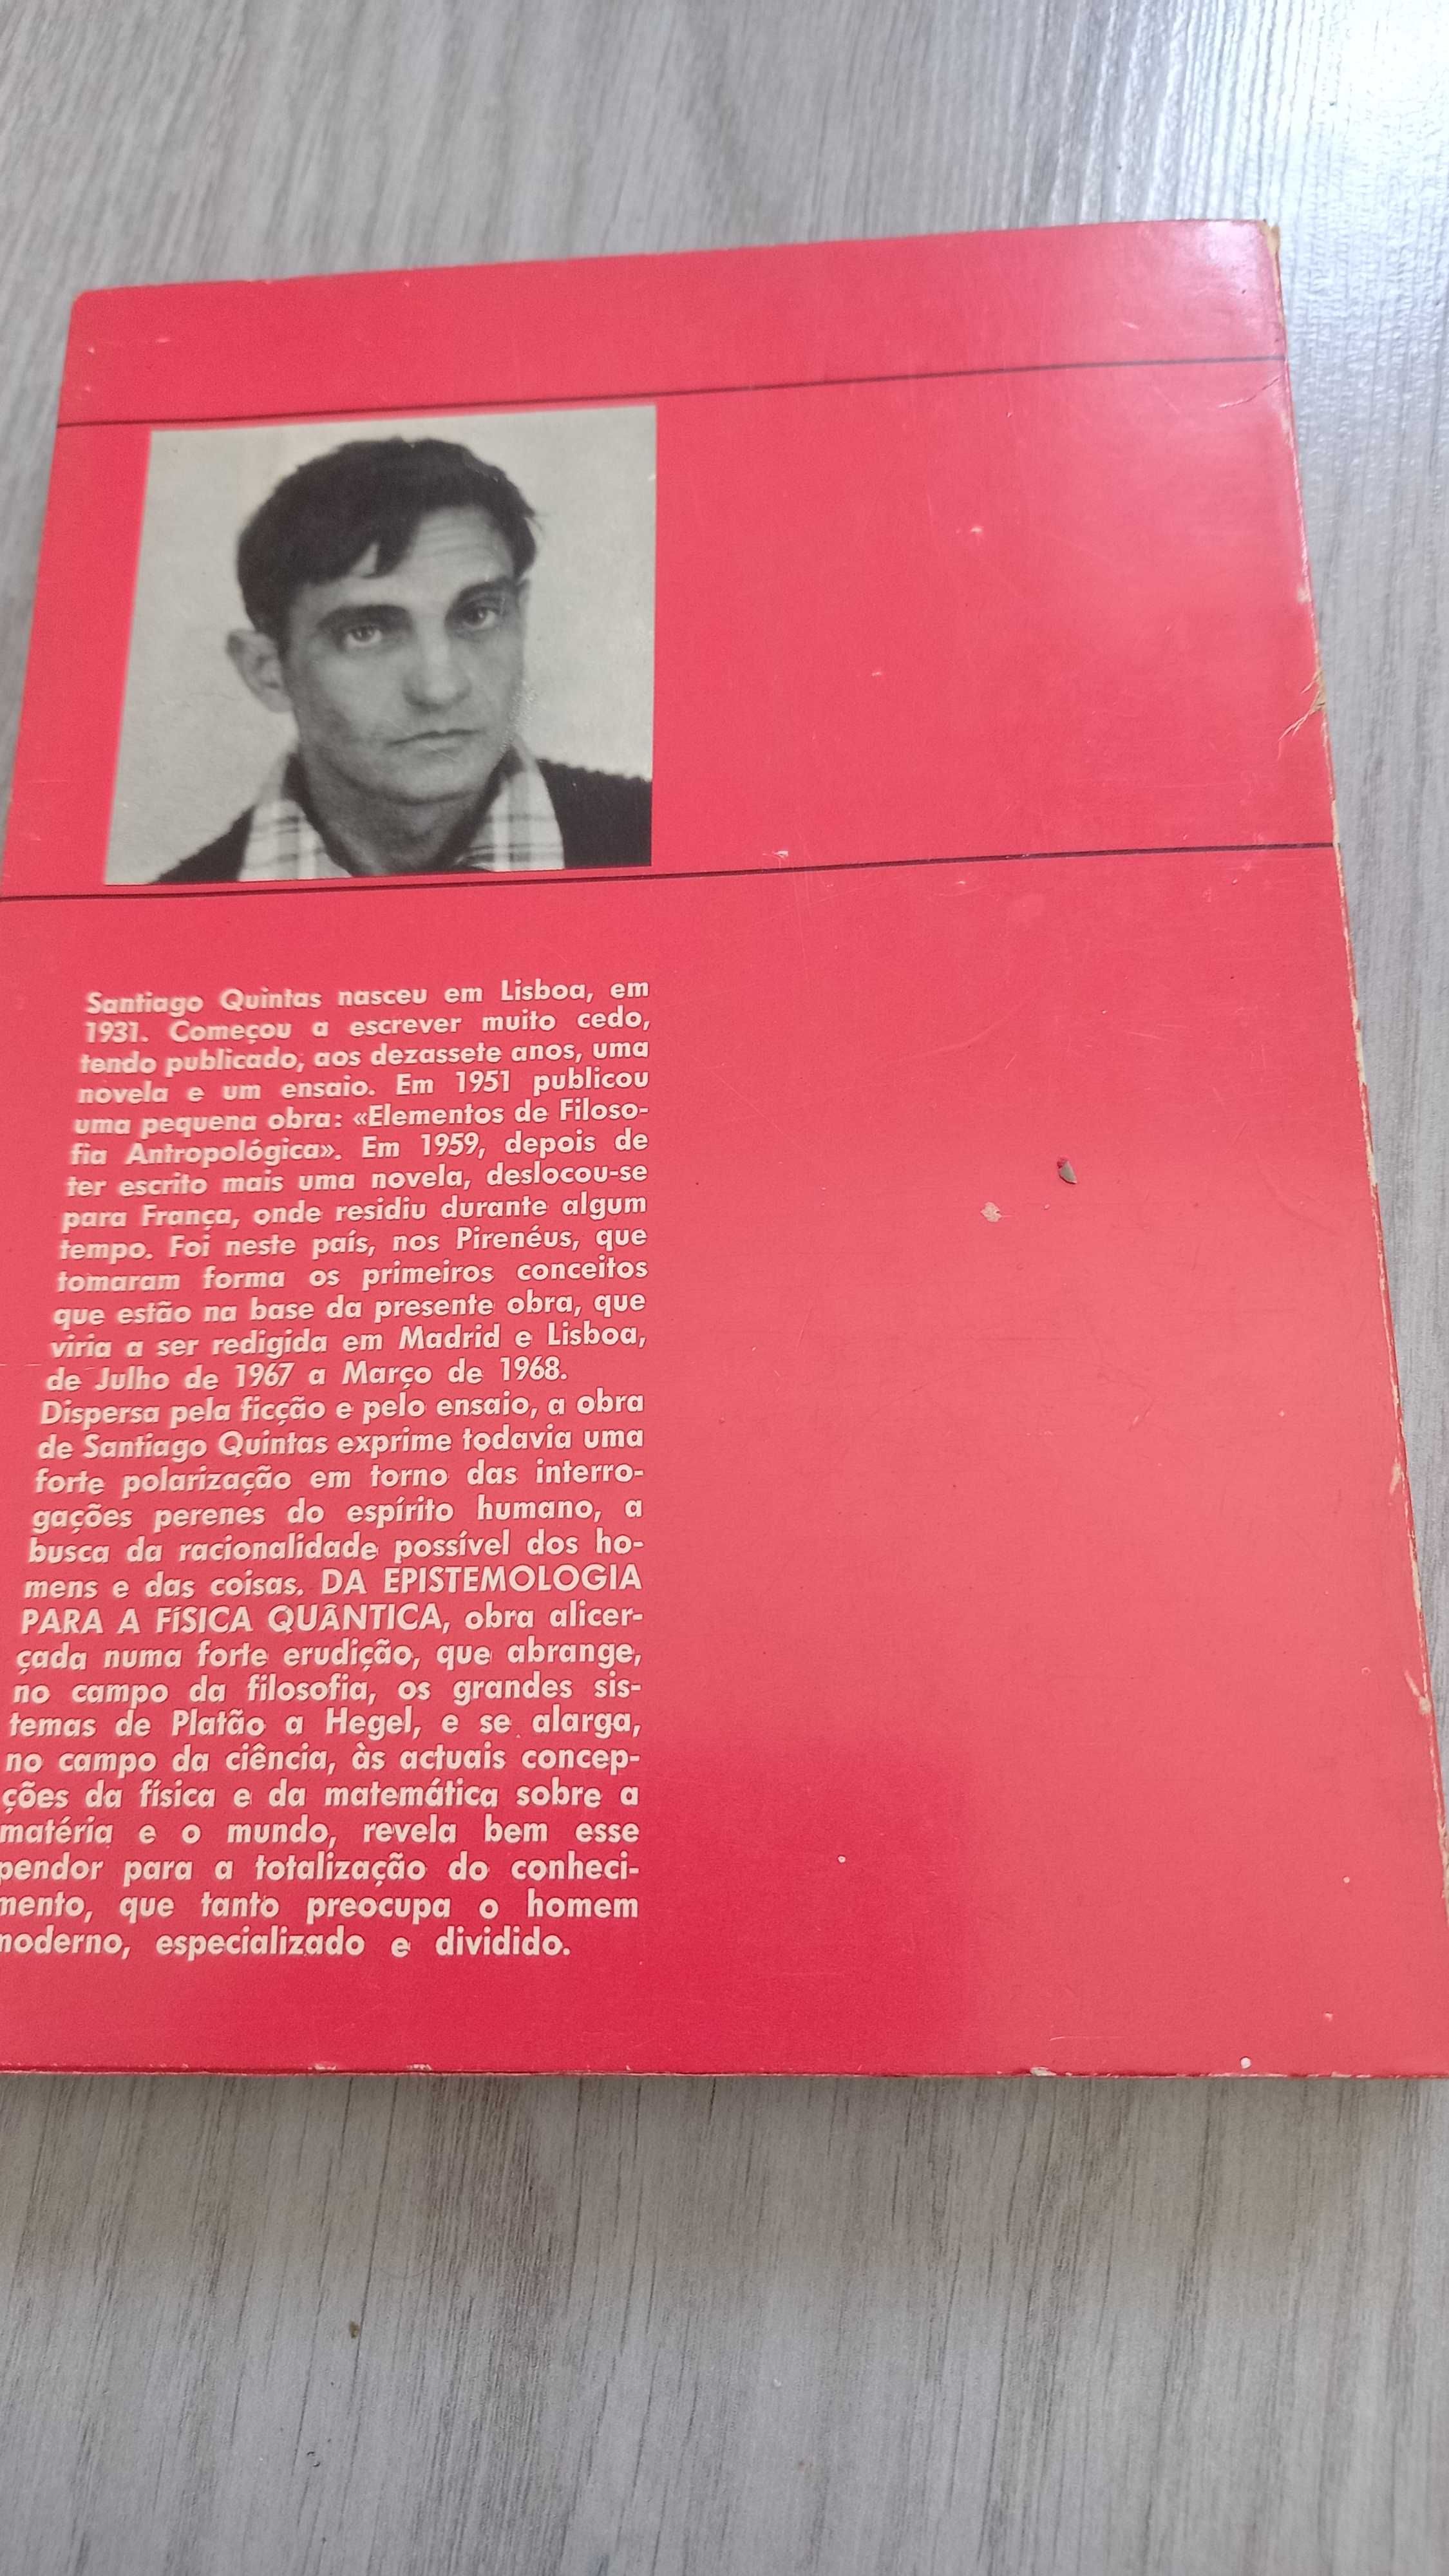 Santiago Quintas nasceu em Lisboa, em
1931. Começou a escrever muito cedo,
tendo publicado, aos dezassete anos, uma
novela e um ensaio. Em 1951 publicou
uma pequena obra: «Elementos de Filoso-
fia Antropológica». Em 1959, depois de
ter escrito mais uma novela, deslocou-se
para França, onde residiu durante algum
tempo. Foi neste país, nos Pirenéus, que
tomaram forma os primeiros conceitos
que estão na base da presente obra, que
viria a ser redigida em Madrid e Lisboa,
de Julho de 1967 a Março de 1968.
Dispersa pela ficção e pelo ensaio, a obra
de Santiago Quintas exprime todavia uma
forte polarização em torno das interro-
gações perenes do espírito humano, a
busca da racionalidade possível dos ho-
mens e das coisas. DA EPISTEMOLOGIA
PARA A FÍSICA QUÂNTICA, obra alicer-
çada numa forte erudição, que abrange,
no campo da filosofia, os grandes sis-
temas de Platão a Hegel, e se alarga,
no campo da ciência, às actuais concep-
ções da física e da matemática sobre a
matéria e o mundo, revela bem esse
pendor para a totalização do conheci-
mento, que tanto preocupa o homem
moderno, especializado e dividido.